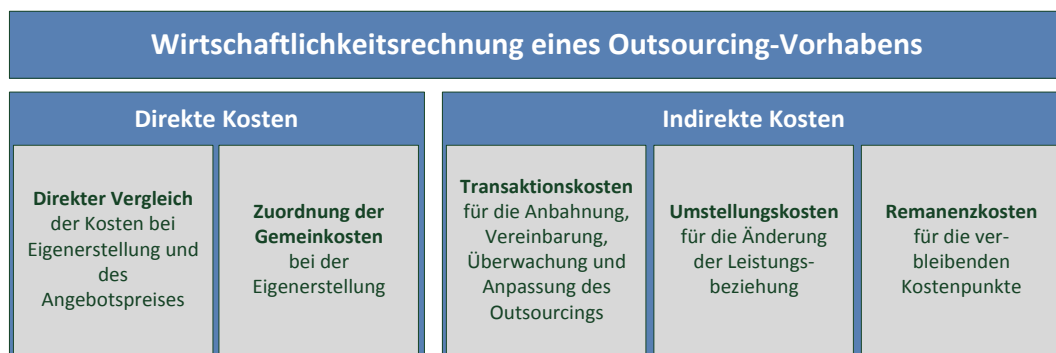 Wirtschaftlichkeitsrechnung eines Outsourcing-Vorhabens
Direkte Kosten
Direkter Vergleich
der Kosten bei
Eigenerstellung und
des
Angebotspreises
Zuordnung der
Gemeinkosten
bei der
Eigenerstellung
Indirekte Kosten
Transaktionskosten
für die Anbahnung,
Vereinbarung,
Überwachung und
Anpassung des
Outsourcings
Umstellungskosten
für die Änderung
der Leistungs-
beziehung
Remanenzkosten
für die ver-
bleibenden
Kostenpunkte